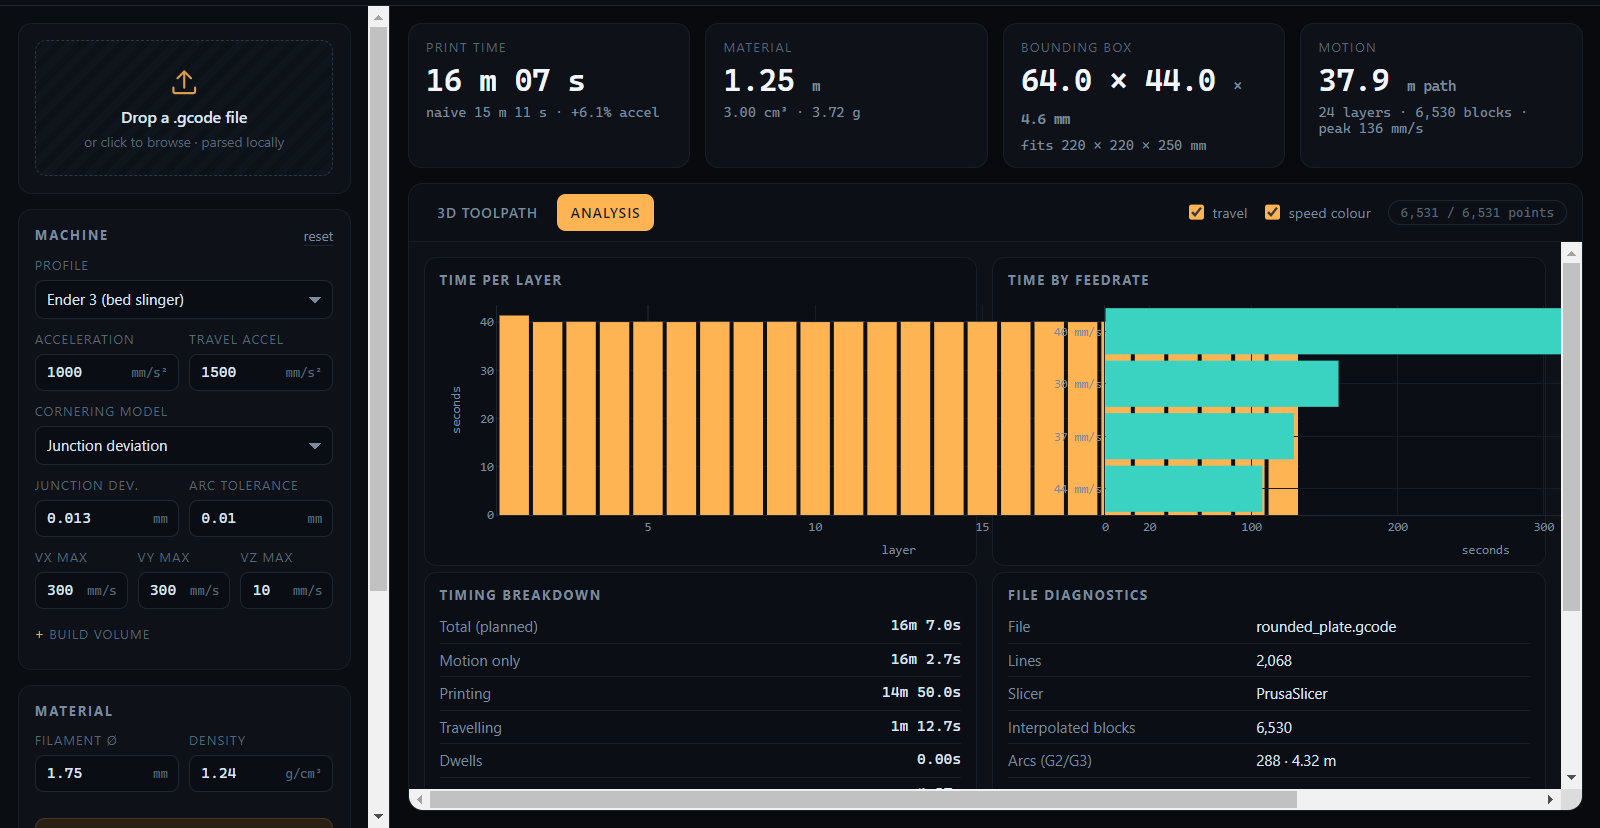 Drop a .gcode file
or click to browse · parsed locally
MACHINE
reset
PROFILE
Ender 3 (bed slinger)
ACCELERATION
TRAVEL ACCEL
1000 mm/s²
1500 mm/s²
CORNERING MODEL
Junction deviation
JUNCTION DEV.
ARC TOLERANCE
0.013 mm
0.01 mm
VX MAX
VY MAX
VZ MAX
300 mm/s
300 mm/s
10 mm/s
+ BUILD VOLUME
MATERIAL
FILAMENT Ø
DENSITY
1.75 mm
1.24 g/cm³
PRINT TIME
16 m 07 s
naive 15 m 11 s · +6.1% accel
MATERIAL
1.25 m
3.00 cm³ · 3.72 g
BOUNDING BOX
64.0 × 44.0 ×
4.6 mm
fits 220 × 220 × 250 mm
MOTION
37.9 m path
24 layers · 6,530 blocks ·
peak 136 mm/s
3D TOOLPATH
ANALYSIS
travel
speed colour
6,531 / 6,531 points
TIME PER LAYER
40
30
20
10
0
seconds
5
10
15
20
layer
TIME BY FEEDRATE
40 mm/s
30 mm/s
37 mm/s
44 mm/s
0
100
200
300
seconds
TIMING BREAKDOWN
Total (planned) 16m 7.0s
Motion only 16m 2.7s
Printing 14m 50.0s
Travelling 1m 12.7s
Dwells 0.00s
FILE DIAGNOSTICS
File rounded_plate.gcode
Lines 2,068
Slicer PrusaSlicer
Interpolated blocks 6,530
Arcs (G2/G3) 288 · 4.32 m